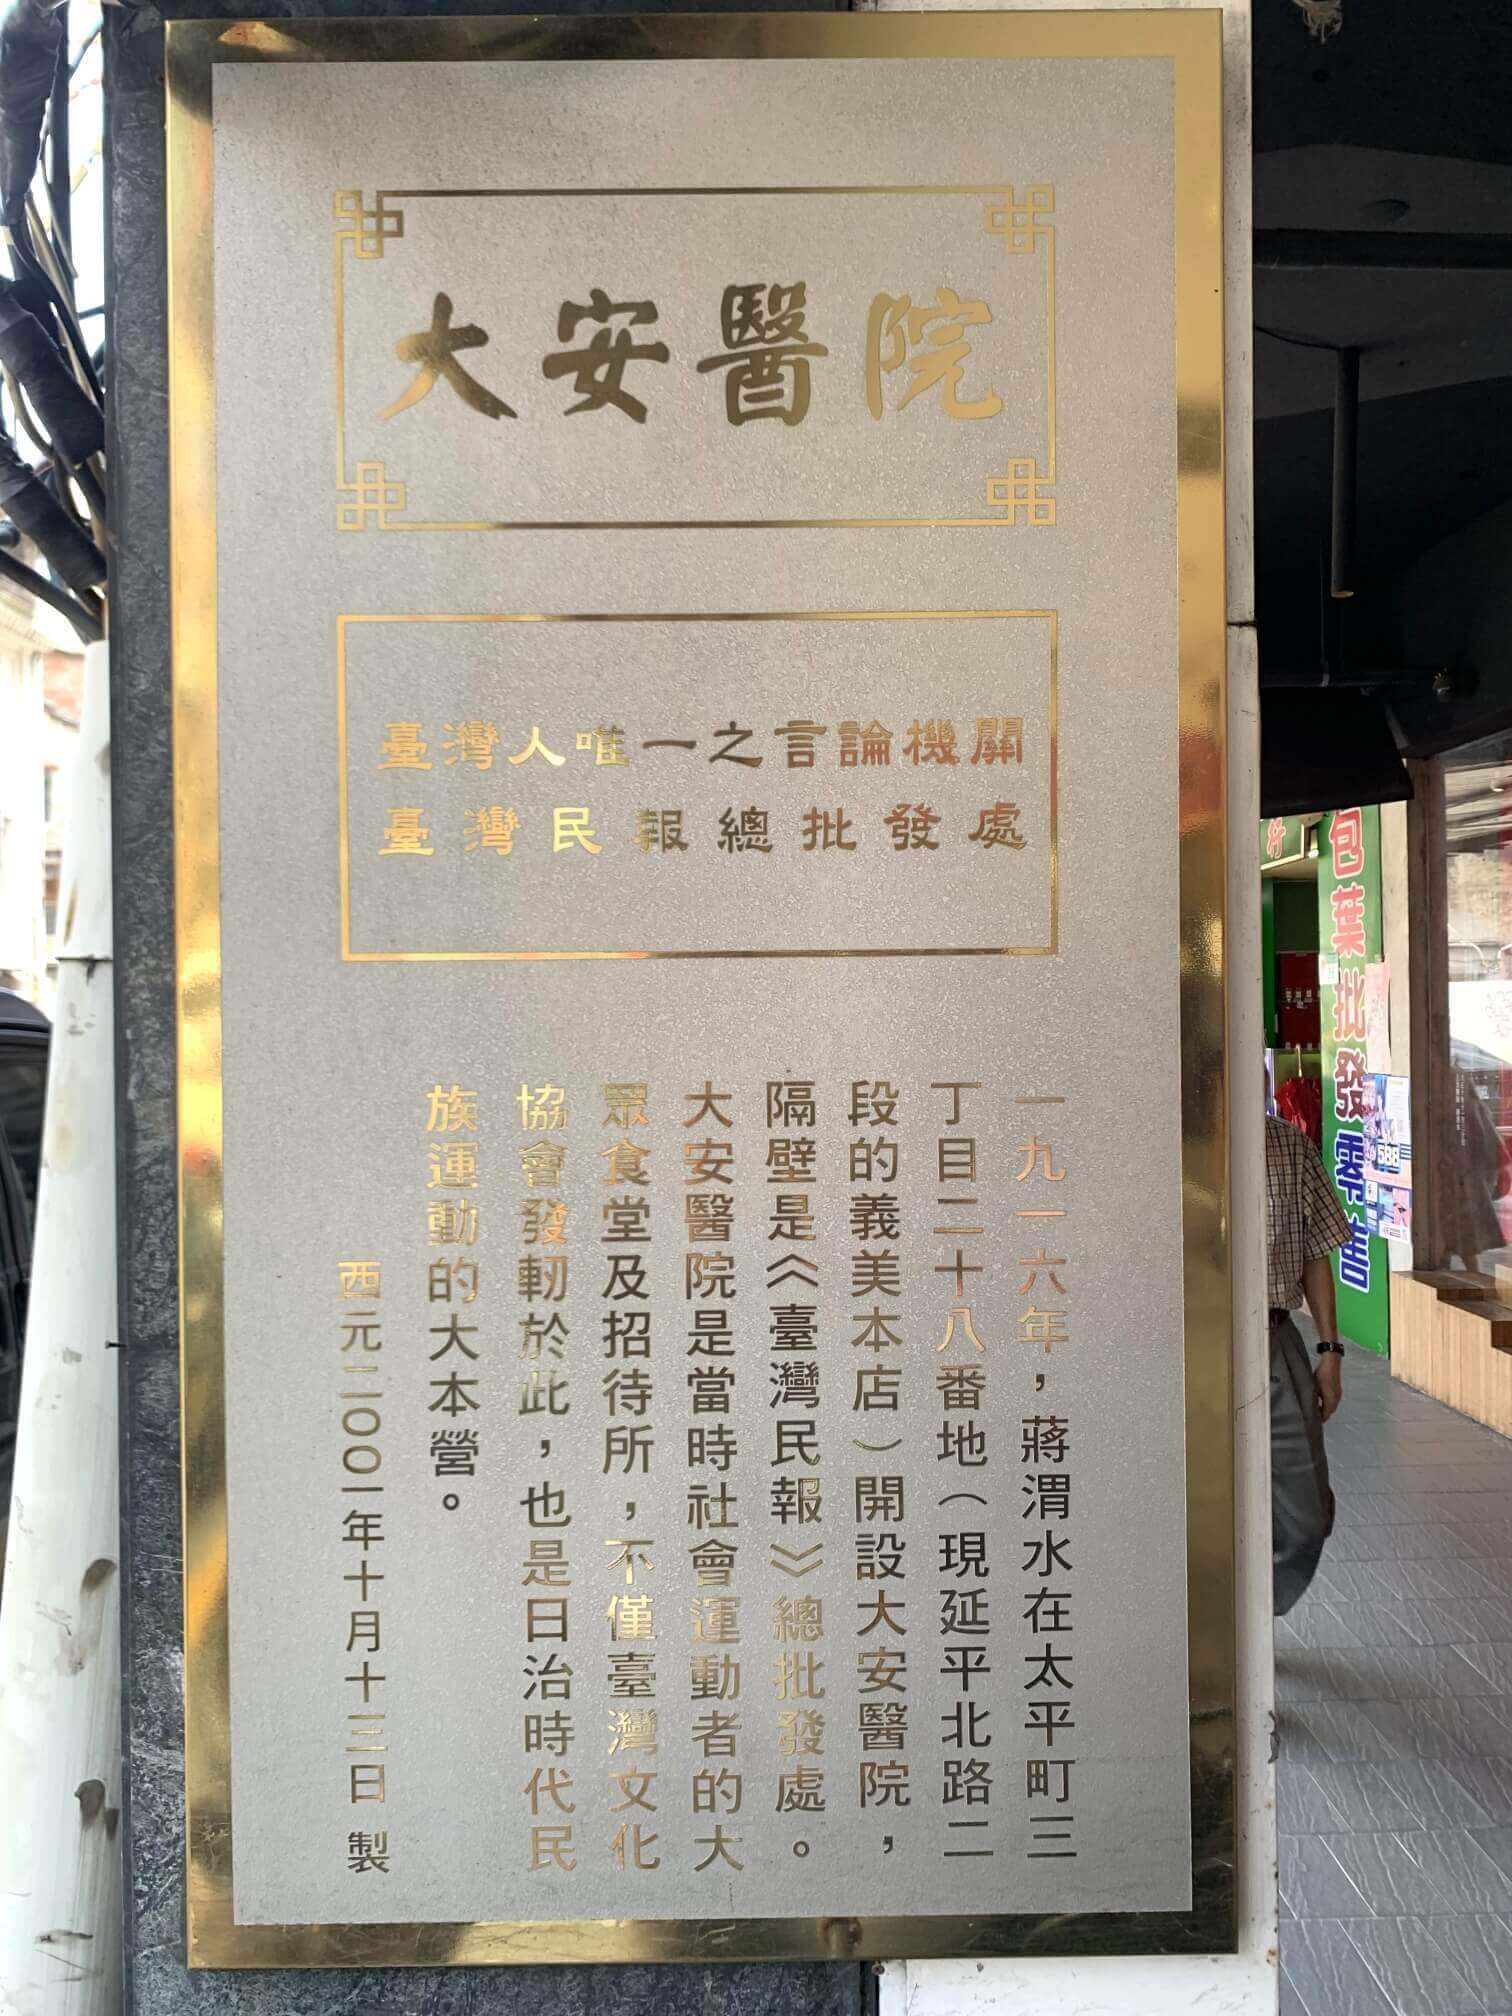 大安醫院
臺灣人唯一之言論機關
臺灣民報總批發處
一九一六年，蔣渭水在太平町三
丁目二十八番地（現延平北路二
段的義美本店）開設大安醫院，
隔壁是《臺灣民報》總批發處。
大安醫院是當時社會運動者的大
眾食堂及招待所，不僅臺灣文化
協會發軔於此，也是日治時代民
族運動的大本營。
西元二〇〇一年十月十三日 製
包葉批發零售
588